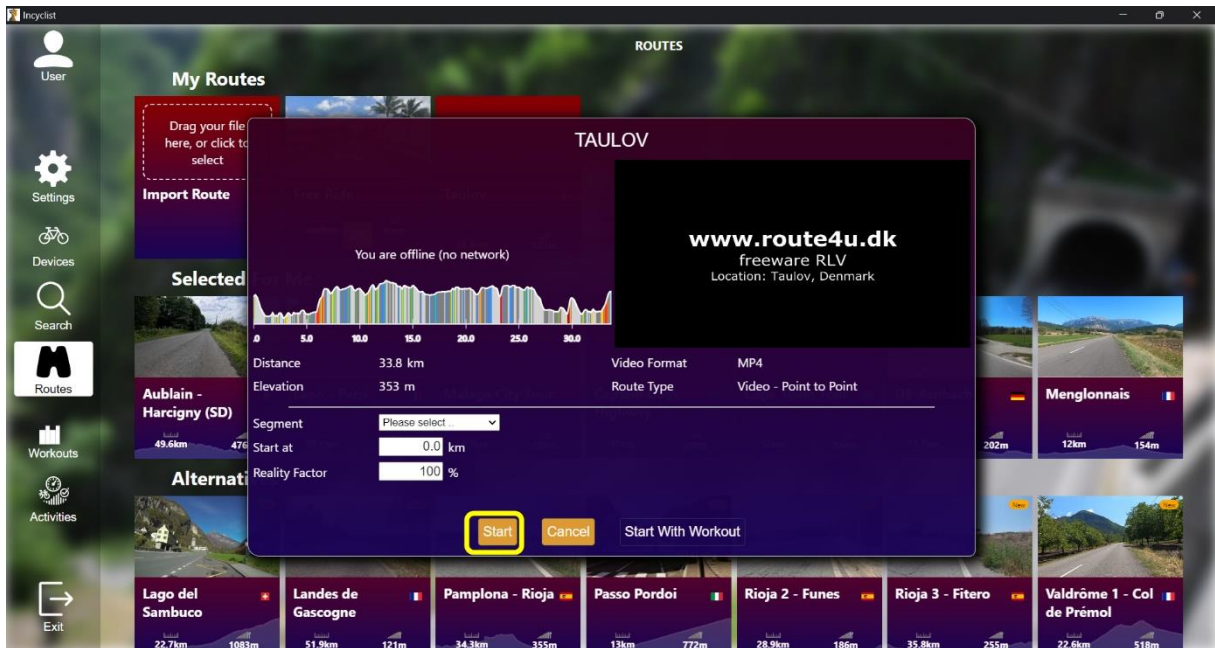 Incyclist
ROUTES
User
Settings
Devices
Search
Routes
Workouts
Activities
Exit
My Routes
Drag your file
here, or click to
select
Import Route
TAULOV
You are offline (no network)
.0 5.0 10.0 15.0 20.0 25.0 30.0
www.route4u.dk
freeware RLV
Location: Taulov, Denmark
Distance 33.8 km
Elevation 353 m
Video Format MP4
Route Type Video - Point to Point
Segment Please select ..
Start at 0.0 km
Reality Factor 100 %
Start Cancel Start With Workout
Selected For Me
Aublain -
Harcigny (SD)
49.6km 476
202m
Menglonnais
12km 154m
Alternati
New New
Lago del
Sambuco
22.7km 1083m
Landes de
Gascogne
51.9km 121m
Pamplona - Rioja
34.3km 355m
Passo Pordoi
13km 772m
Rioja 2 - Funes
28.9km 186m
Rioja 3 - Fitero
35.8km 255m
Valdrôme 1 - Col
de Prémol
22.6km 518m